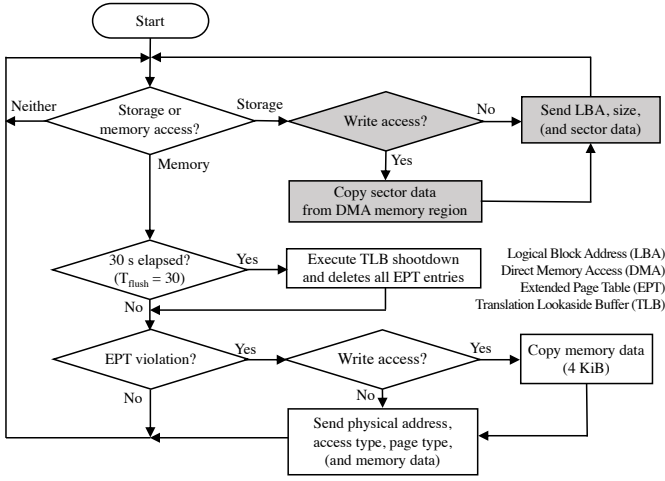 Start
Neither
Storage or
memory access?
Storage
Write access?
No
Send LBA, size,
(and sector data)
Yes
Memory
Copy sector data
from DMA memory region
30 s elapsed?
(Tflush = 30)
Yes
Execute TLB shootdown
and deletes all EPT entries
Logical Block Address (LBA)
Direct Memory Access (DMA)
Extended Page Table (EPT)
Translation Lookaside Buffer (TLB)
No
EPT violation?
Yes
Write access?
Yes
Copy memory data
(4 KiB)
No
No
Send physical address,
access type, page type,
(and memory data)